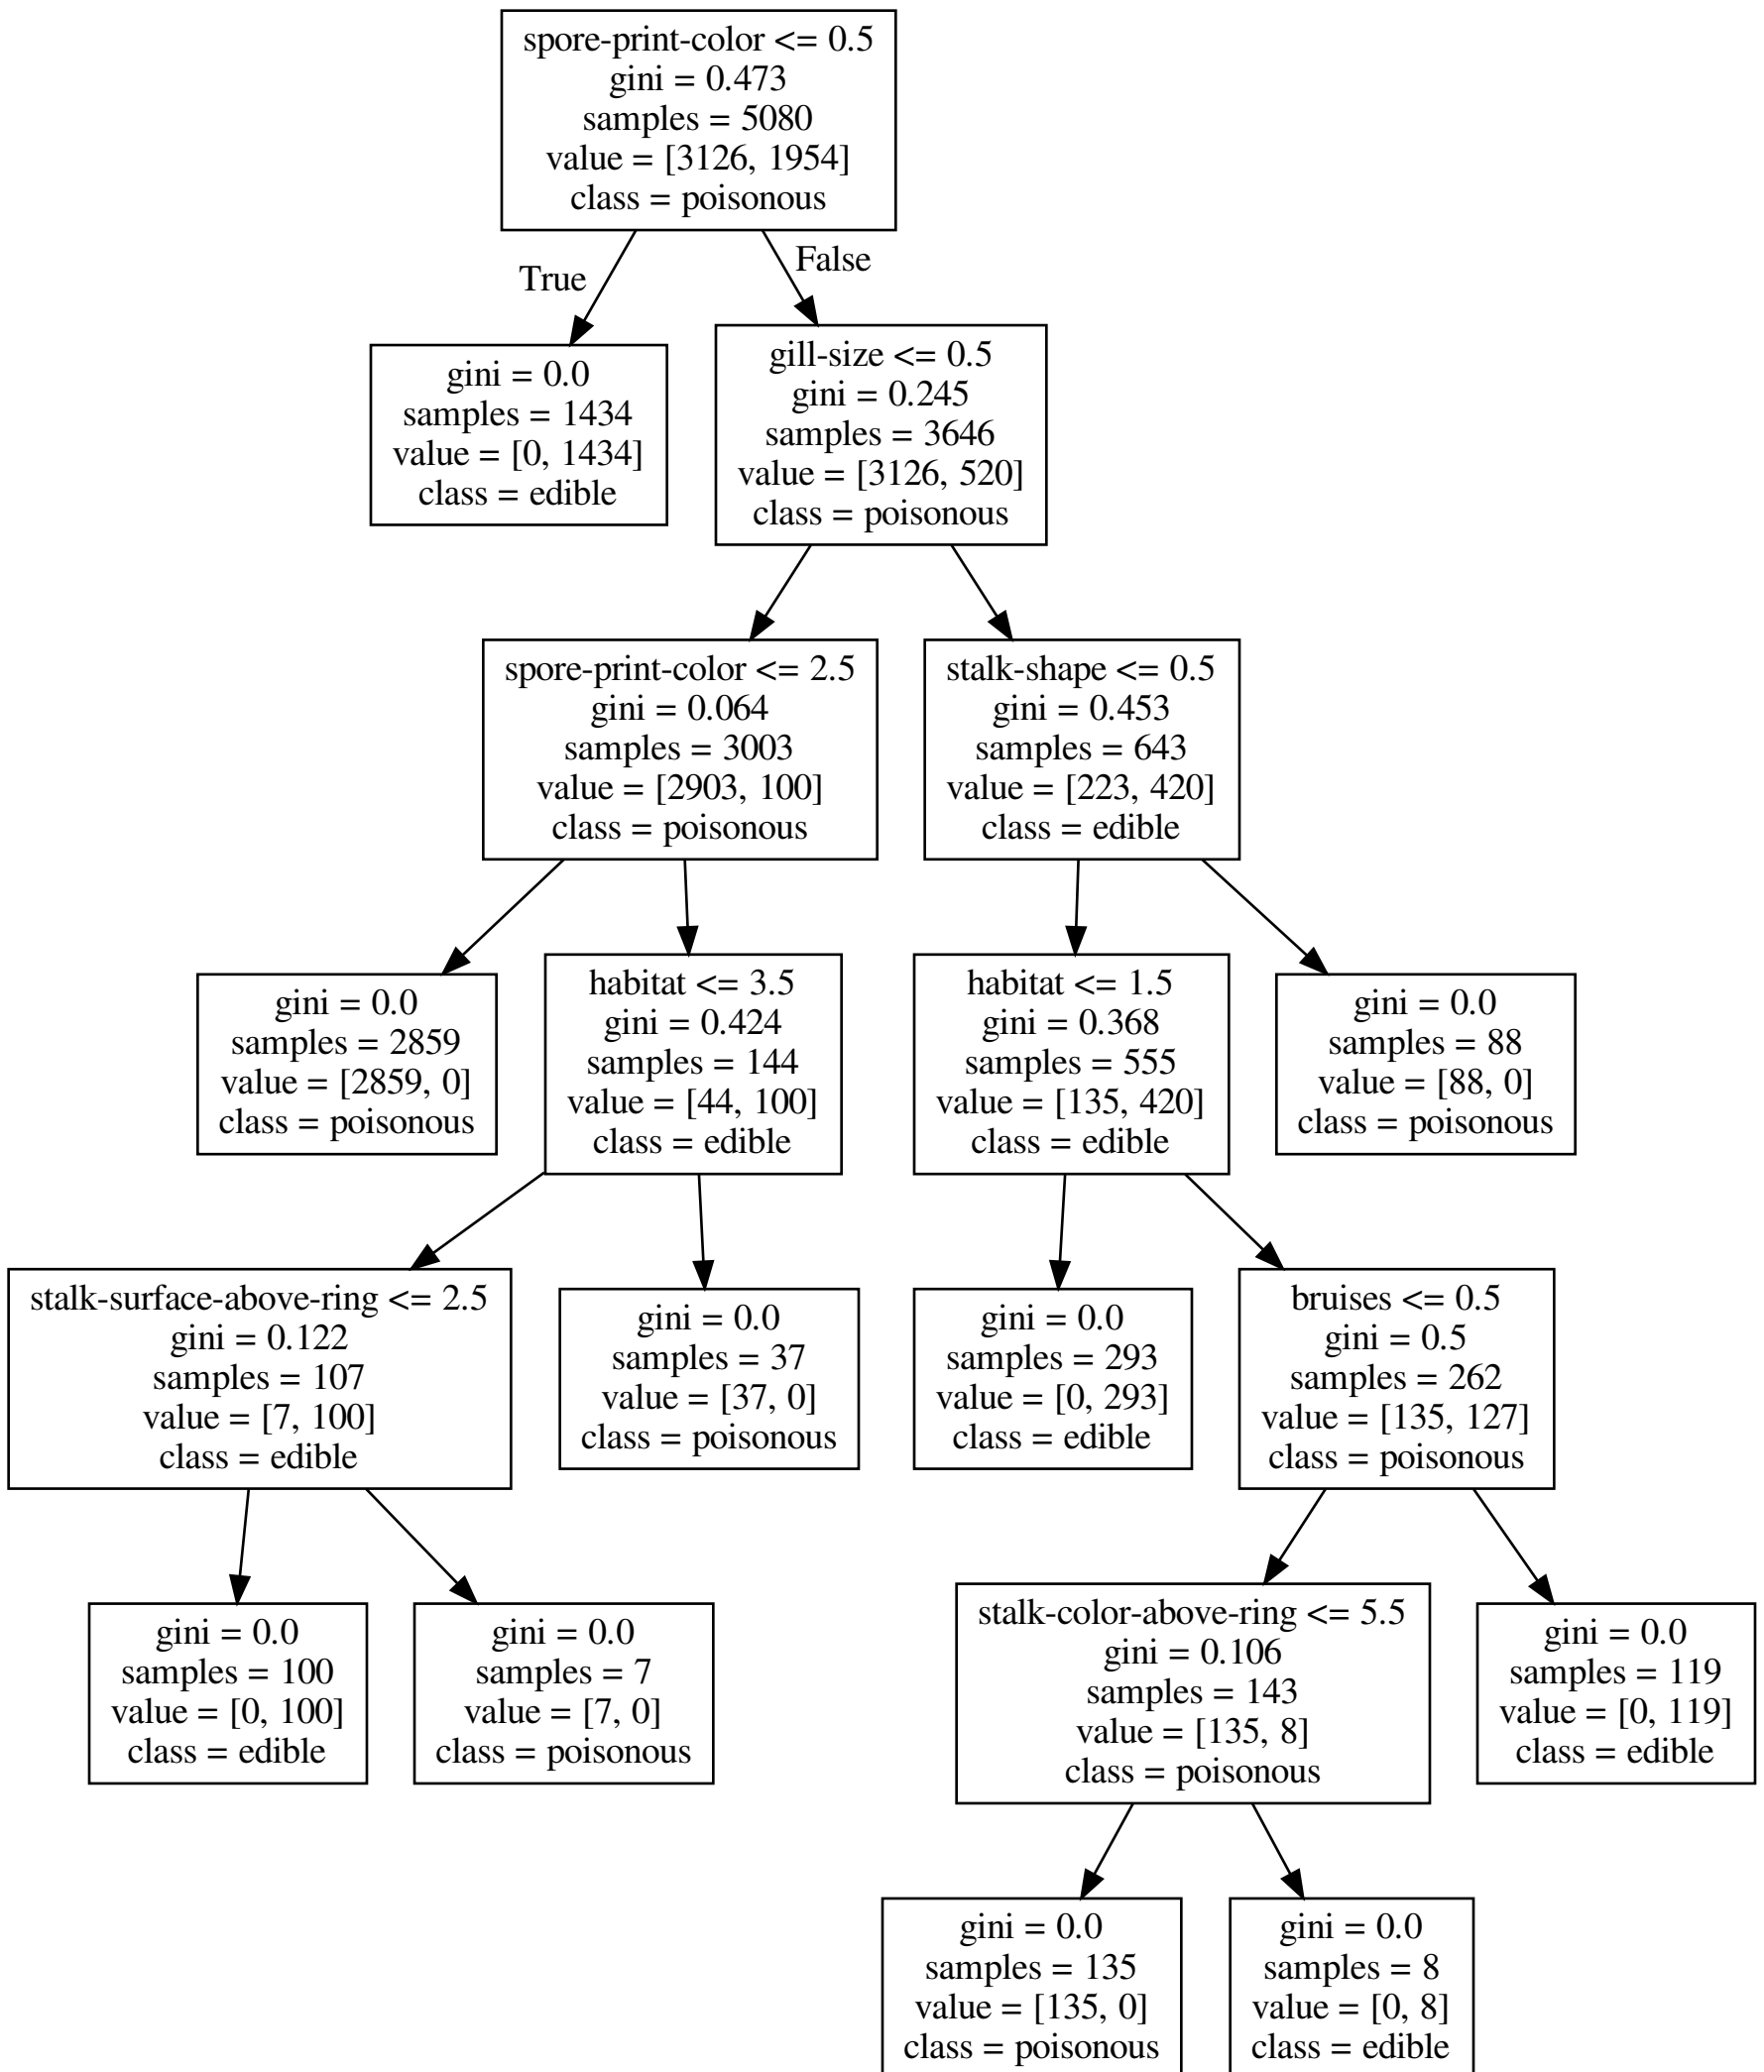 spore-print-color <= 0.5
gini = 0.473
samples = 5080
value = [3126, 1954]
class = poisonous
True
False
gini = 0.0
samples = 1434
value = [0, 1434]
class = edible
gill-size <= 0.5
gini = 0.245
samples = 3646
value = [3126, 520]
class = poisonous
spore-print-color <= 2.5
gini = 0.064
samples = 3003
value = [2903, 100]
class = poisonous
stalk-shape <= 0.5
gini = 0.453
samples = 643
value = [223, 420]
class = edible
gini = 0.0
samples = 2859
value = [2859, 0]
class = poisonous
habitat <= 3.5
gini = 0.424
samples = 144
value = [44, 100]
class = edible
habitat <= 1.5
gini = 0.368
samples = 555
value = [135, 420]
class = edible
gini = 0.0
samples = 88
value = [88, 0]
class = poisonous
stalk-surface-above-ring <= 2.5
gini = 0.122
samples = 107
value = [7, 100]
class = edible
gini = 0.0
samples = 37
value = [37, 0]
class = poisonous
gini = 0.0
samples = 293
value = [0, 293]
class = edible
bruises <= 0.5
gini = 0.5
samples = 262
value = [135, 127]
class = poisonous
gini = 0.0
samples = 100
value = [0, 100]
class = edible
gini = 0.0
samples = 7
value = [7, 0]
class = poisonous
stalk-color-above-ring <= 5.5
gini = 0.106
samples = 143
value = [135, 8]
class = poisonous
gini = 0.0
samples = 119
value = [0, 119]
class = edible
gini = 0.0
samples = 135
value = [135, 0]
class = poisonous
gini = 0.0
samples = 8
value = [0, 8]
class = edible